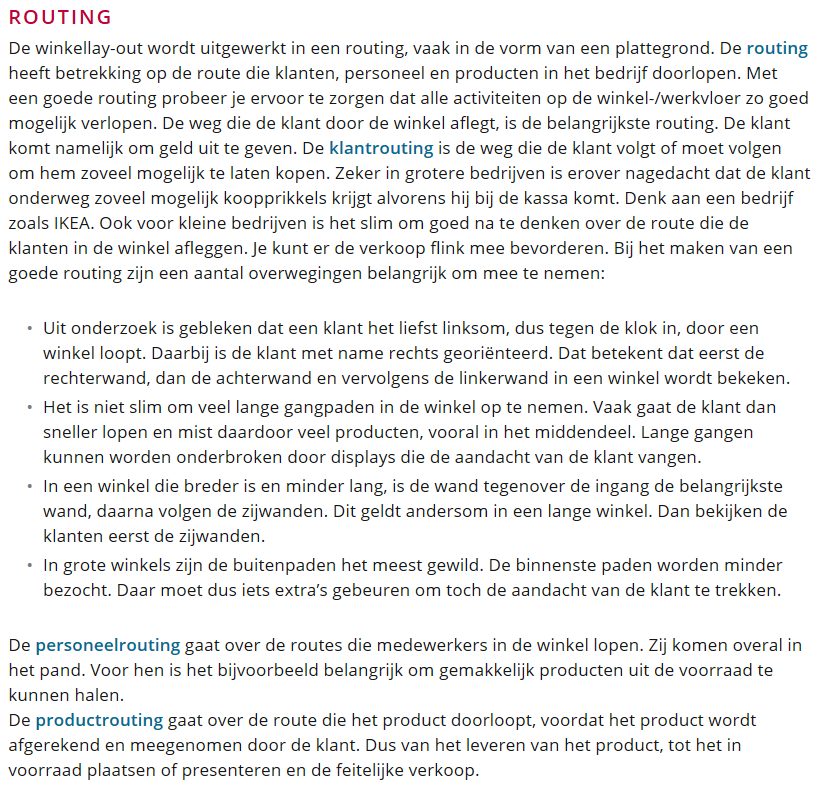 ROUTING
De winkellay-out wordt uitgewerkt in een routing, vaak in de vorm van een plattegrond. De routing
heeft betrekking op de route die klanten, personeel en producten in het bedrijf doorlopen. Met
een goede routing probeer je ervoor te zorgen dat alle activiteiten op de winkel-/werkvloer zo goed
mogelijk verlopen. De weg die de klant door de winkel aflegt, is de belangrijkste routing. De klant
komt namelijk om geld uit te geven. De klantrouting is de weg die de klant volgt of moet volgen
om hem zoveel mogelijk te laten kopen. Zeker in grotere bedrijven is erover nagedacht dat de klant
onderweg zoveel mogelijk koopprikkels krijgt alvorens hij bij de kassa komt. Denk aan een bedrijf
zoals IKEA. Ook voor kleine bedrijven is het slim om goed na te denken over de route die de
klanten in de winkel afleggen. Je kunt er de verkoop flink mee bevorderen. Bij het maken van een
goede routing zijn een aantal overwegingen belangrijk om mee te nemen:
• Uit onderzoek is gebleken dat een klant het liefst linksom, dus tegen de klok in, door een
winkel loopt. Daarbij is de klant met name rechts georiënteerd. Dat betekent dat eerst de
rechterwand, dan de achterwand en vervolgens de linkerwand in een winkel wordt bekeken.
• Het is niet slim om veel lange gangpaden in de winkel op te nemen. Vaak gaat de klant dan
sneller lopen en mist daardoor veel producten, vooral in het middendeel. Lange gangen
kunnen worden onderbroken door displays die de aandacht van de klant vangen.
• In een winkel die breder is en minder lang, is de wand tegenover de ingang de belangrijkste
wand, daarna volgen de zijwanden. Dit geldt andersom in een lange winkel. Dan bekijken de
klanten eerst de zijwanden.
• In grote winkels zijn de buitenpaden het meest gewild. De binnenste paden worden minder
bezocht. Daar moet dus iets extra’s gebeuren om toch de aandacht van de klant te trekken.
De personeelrouting gaat over de routes die medewerkers in de winkel lopen. Zij komen overal in
het pand. Voor hen is het bijvoorbeeld belangrijk om gemakkelijk producten uit de voorraad te
kunnen halen.
De productrouting gaat over de route die het product doorloopt, voordat het product wordt
afgerekend en meegenomen door de klant. Dus van het leveren van het product, tot het in
voorraad plaatsen of presenteren en de feitelijke verkoop.